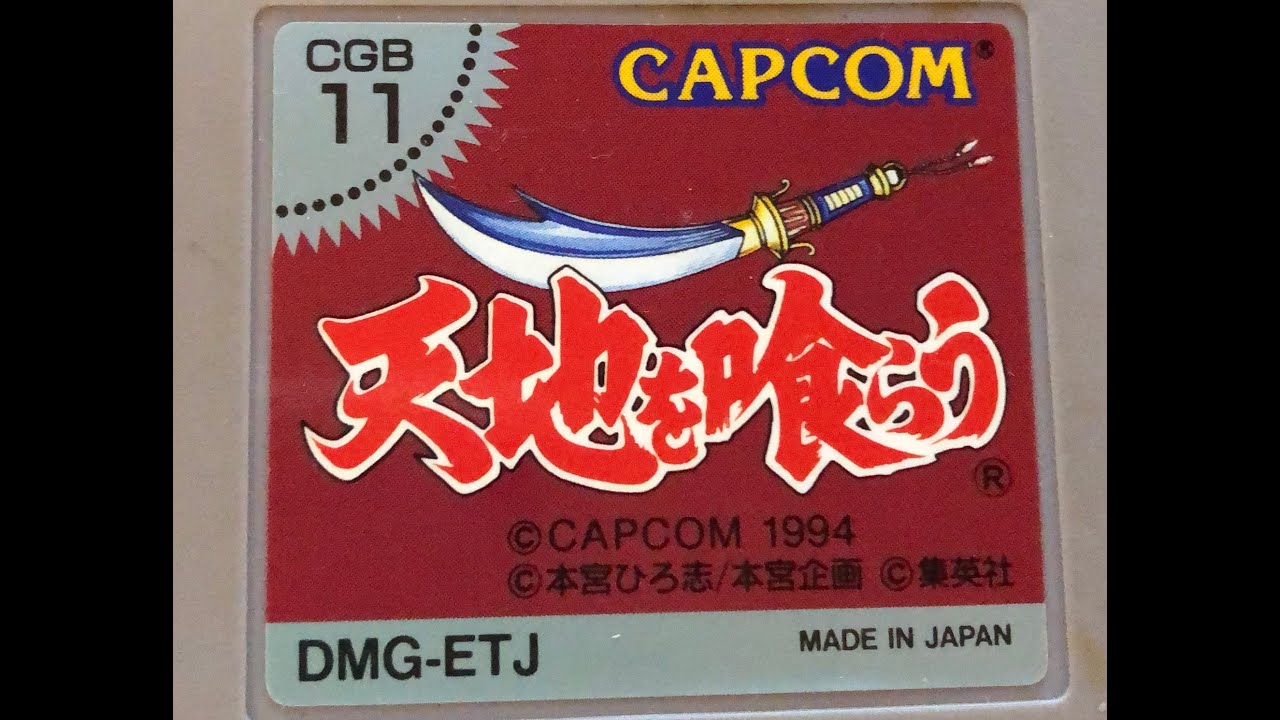 CGB
11
CAPCOM®
天地を喰らう
®
©CAPCOM 1994
©本宮ひろ志/本宮企画 ©集英社
DMG-ETJ
MADE IN JAPAN